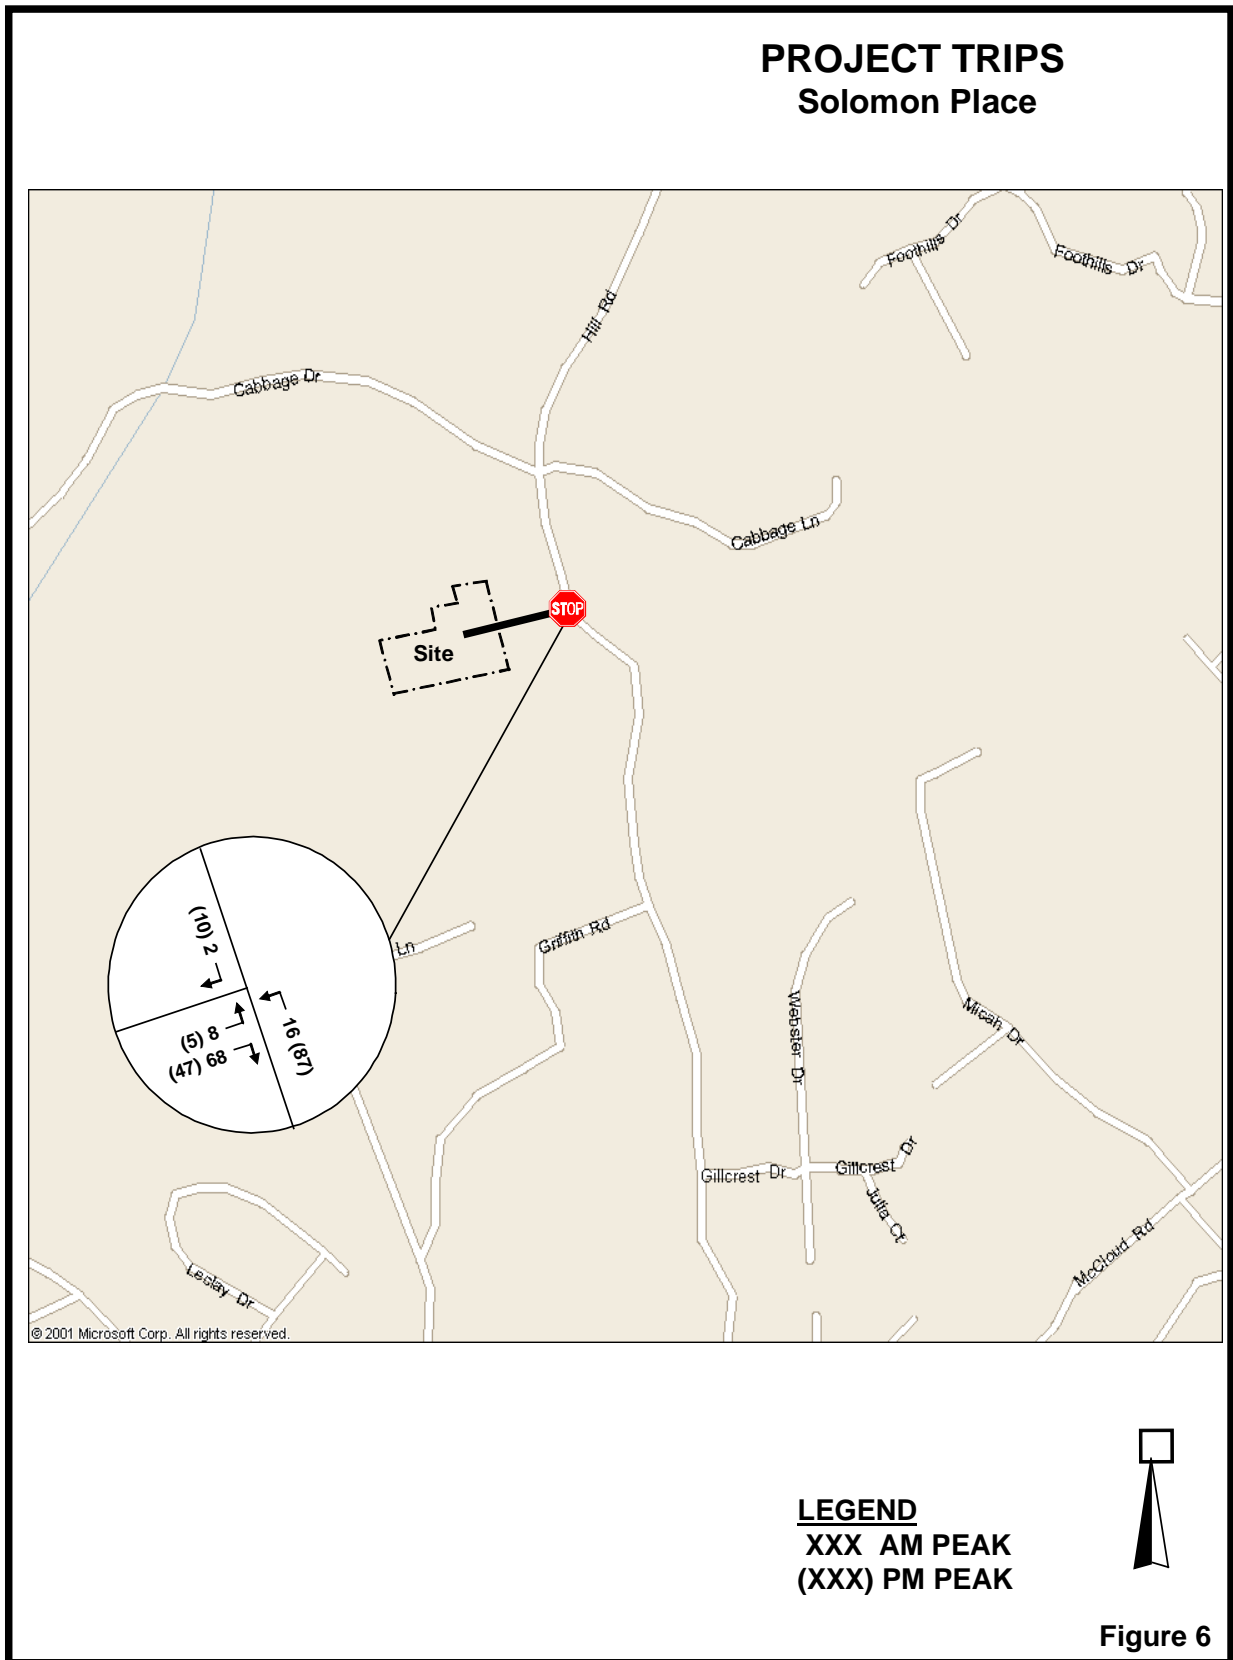 PROJECT TRIPS
Solomon Place
Foothills Dr
Foothills Dr
Hill Rd
Cabbage Dr
Cabbage Ln
STOP
Site
(10) 2
Ln
Griffith Rd
16 (87)
(5) 8
(47) 68
Webster Dr
Micah Dr
Gillcrest Dr
Gillcrest Dr
Julia Ct
McCloud Rd
Leslay Dr
© 2001 Microsoft Corp. All rights reserved.
LEGEND
XXX AM PEAK
(XXX) PM PEAK
Figure 6